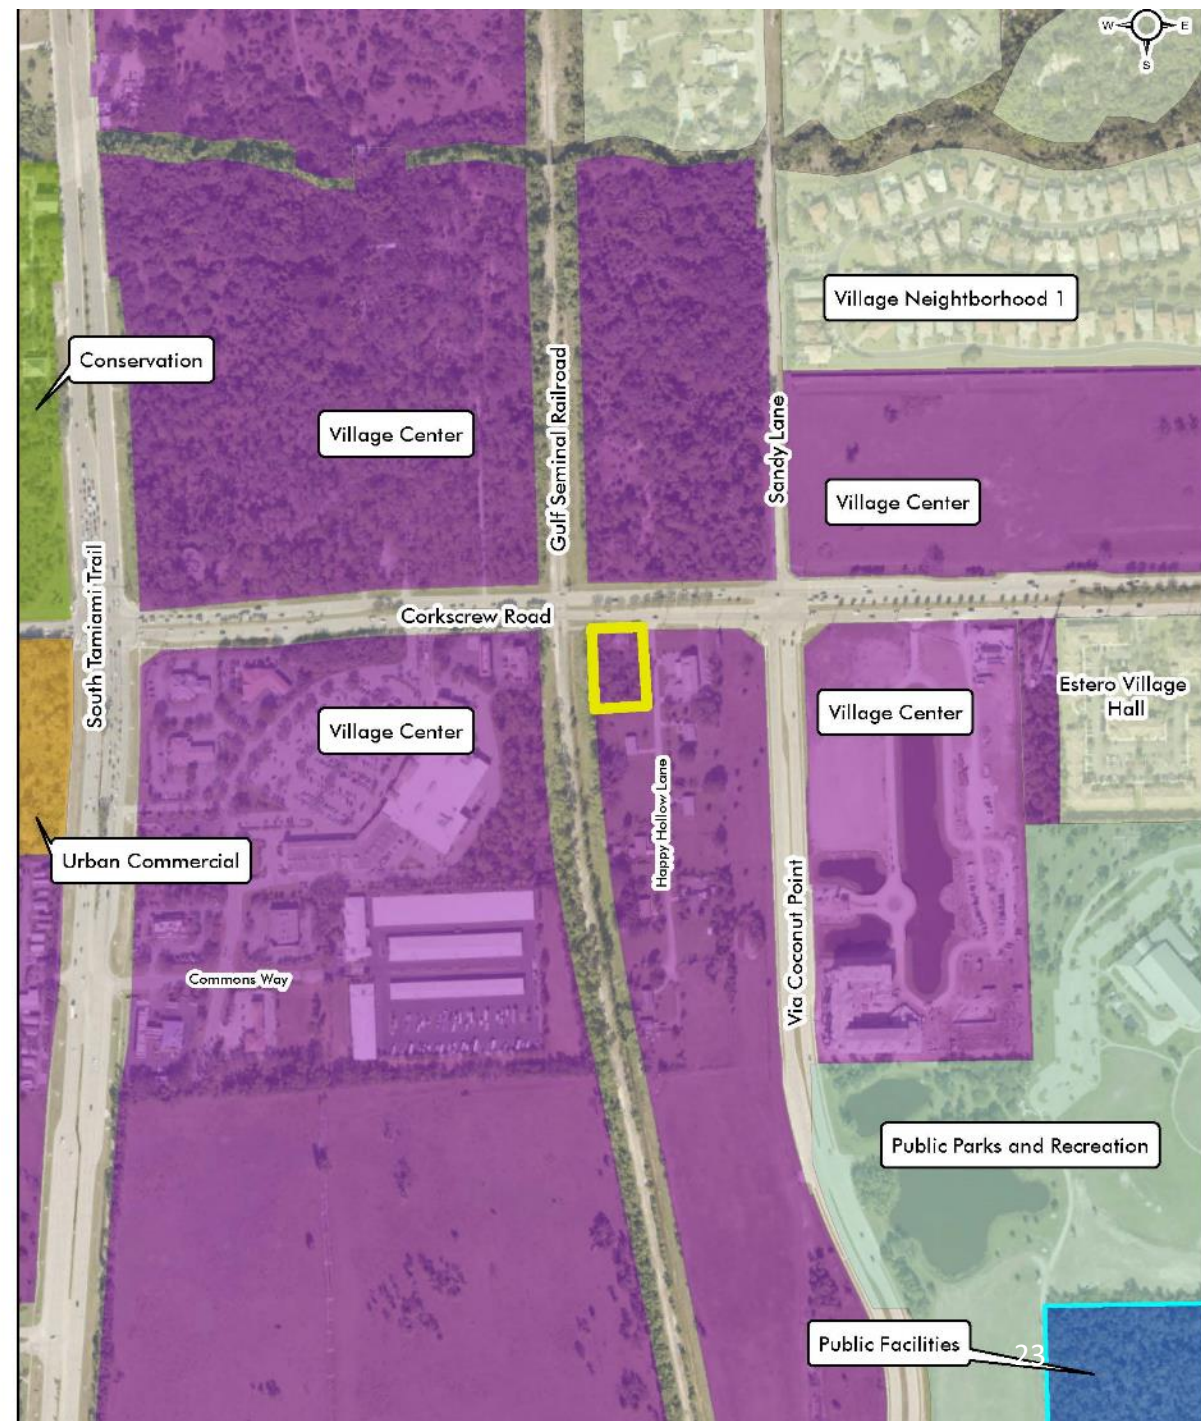 W
E
S
Village Neightborhood 1
Conservation
Village Center
Gulf Seminal Railroad
Sandy Lane
Village Center
South Tamiami Trail
Corkscrew Road
Estero Village
Hall
Village Center
Village Center
Happy Hollow Lane
Urban Commercial
Via Coconut Point
Commons Way
Public Parks and Recreation
Public Facilities
23